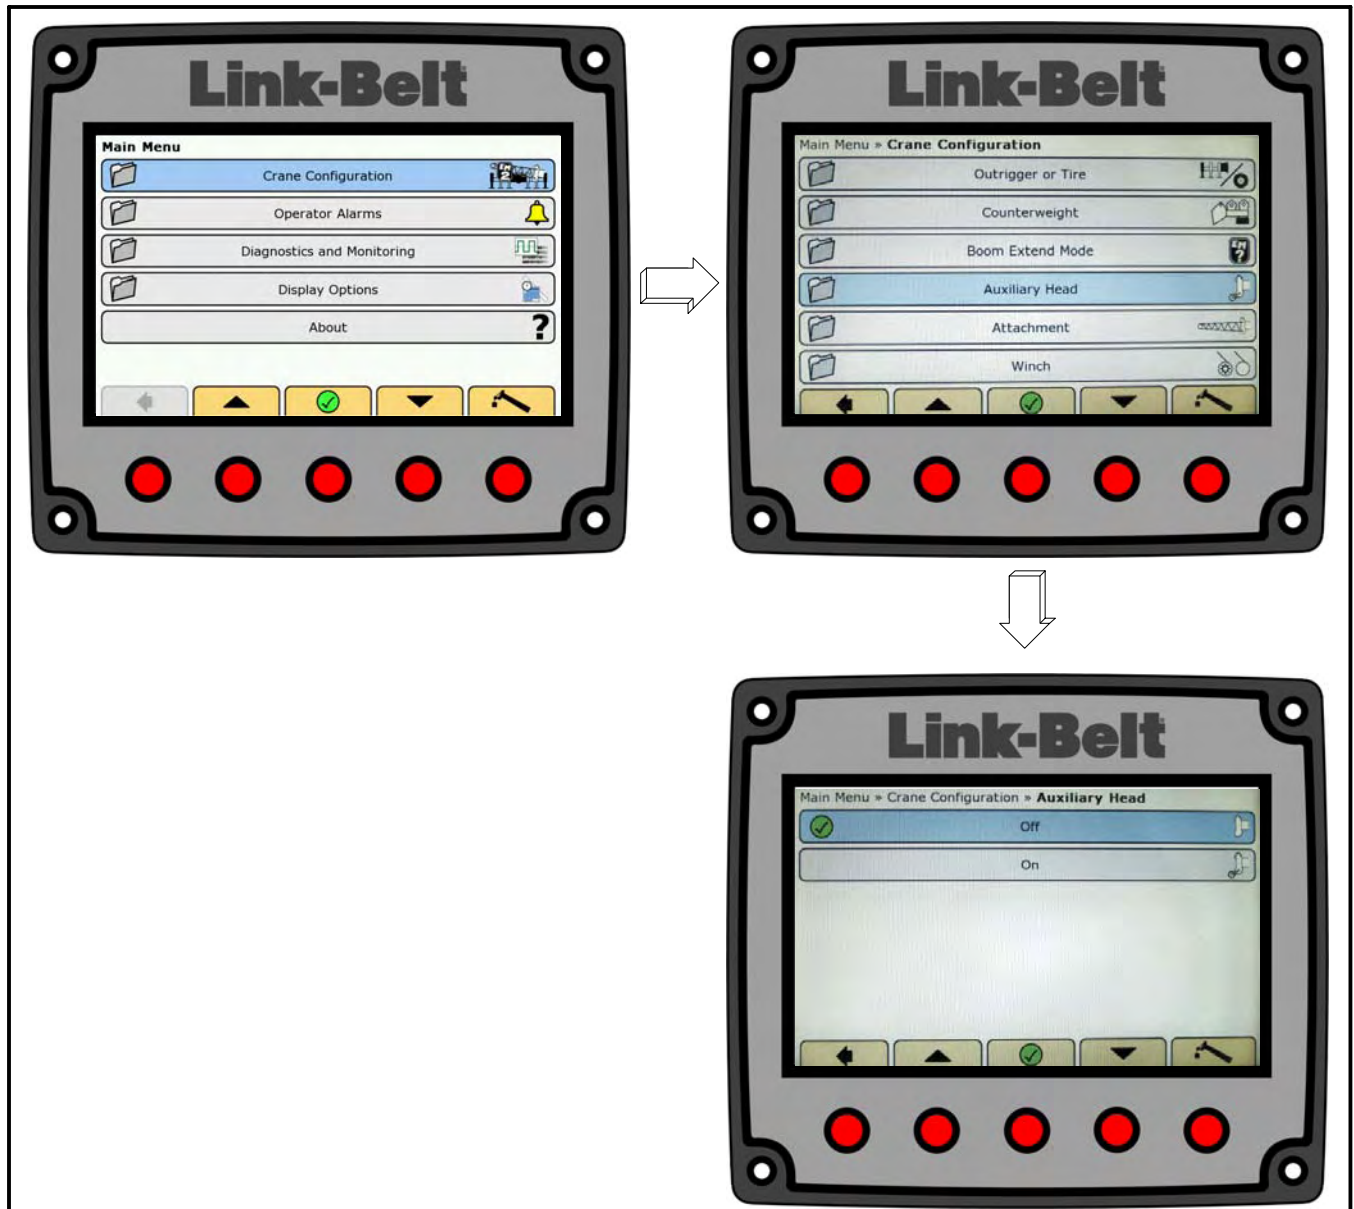 Link-Belt
Main Menu
Crane Configuration
Operator Alarms
Diagnostics and Monitoring
Display Options
About
?
Link-Belt
Main Menu » Crane Configuration
Outrigger or Tire
Counterweight
Boom Extend Mode
Auxiliary Head
Attachment
Winch
Link-Belt
Main Menu » Crane Configuration » Auxiliary Head
Off
On